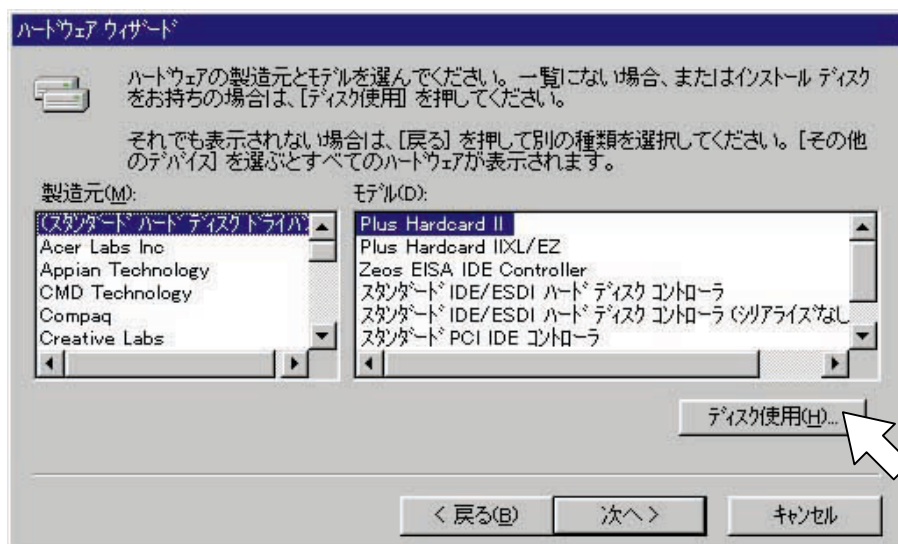 ﾊｰﾄﾞｳｪｱ ｳｨｻﾞｰﾄﾞ
ﾊｰﾄﾞｳｪｱの製造元とﾓﾃﾞﾙを選んでください。一覧にない場合、またはｲﾝｽﾄｰﾙ ﾃﾞｨｽｸ
をお持ちの場合は、[ﾃﾞｨｽｸ使用] を押してください。
それでも表示されない場合は、[戻る] を押して別の種類を選択してください。[その他
のﾃﾞﾊﾞｲｽ] を選ぶとすべてのﾊｰﾄﾞｳｪｱが表示されます。
製造元(M):
(ｽﾀﾝﾀﾞｰﾄﾞ ﾊｰﾄﾞ ﾃﾞｨｽｸ ﾄﾞﾗｲﾊﾞ
Acer Labs Inc
Appian Technology
CMD Technology
Compaq
Creative Labs
ﾓﾃﾞﾙ(D):
Plus Hardcard II
Plus Hardcard IIXL/EZ
Zeos EISA IDE Controller
ｽﾀﾝﾀﾞｰﾄﾞ IDE/ESDI ﾊｰﾄﾞ ﾃﾞｨｽｸ ｺﾝﾄﾛｰﾗ
ｽﾀﾝﾀﾞｰﾄﾞ IDE/ESDI ﾊｰﾄﾞ ﾃﾞｨｽｸ ｺﾝﾄﾛｰﾗ (ｼﾘｱﾗｲｽﾞなし
ｽﾀﾝﾀﾞｰﾄﾞ PCI IDE ｺﾝﾄﾛｰﾗ
ﾃﾞｨｽｸ使用(H)...
< 戻る(B)
次へ >
ｷｬﾝｾﾙ